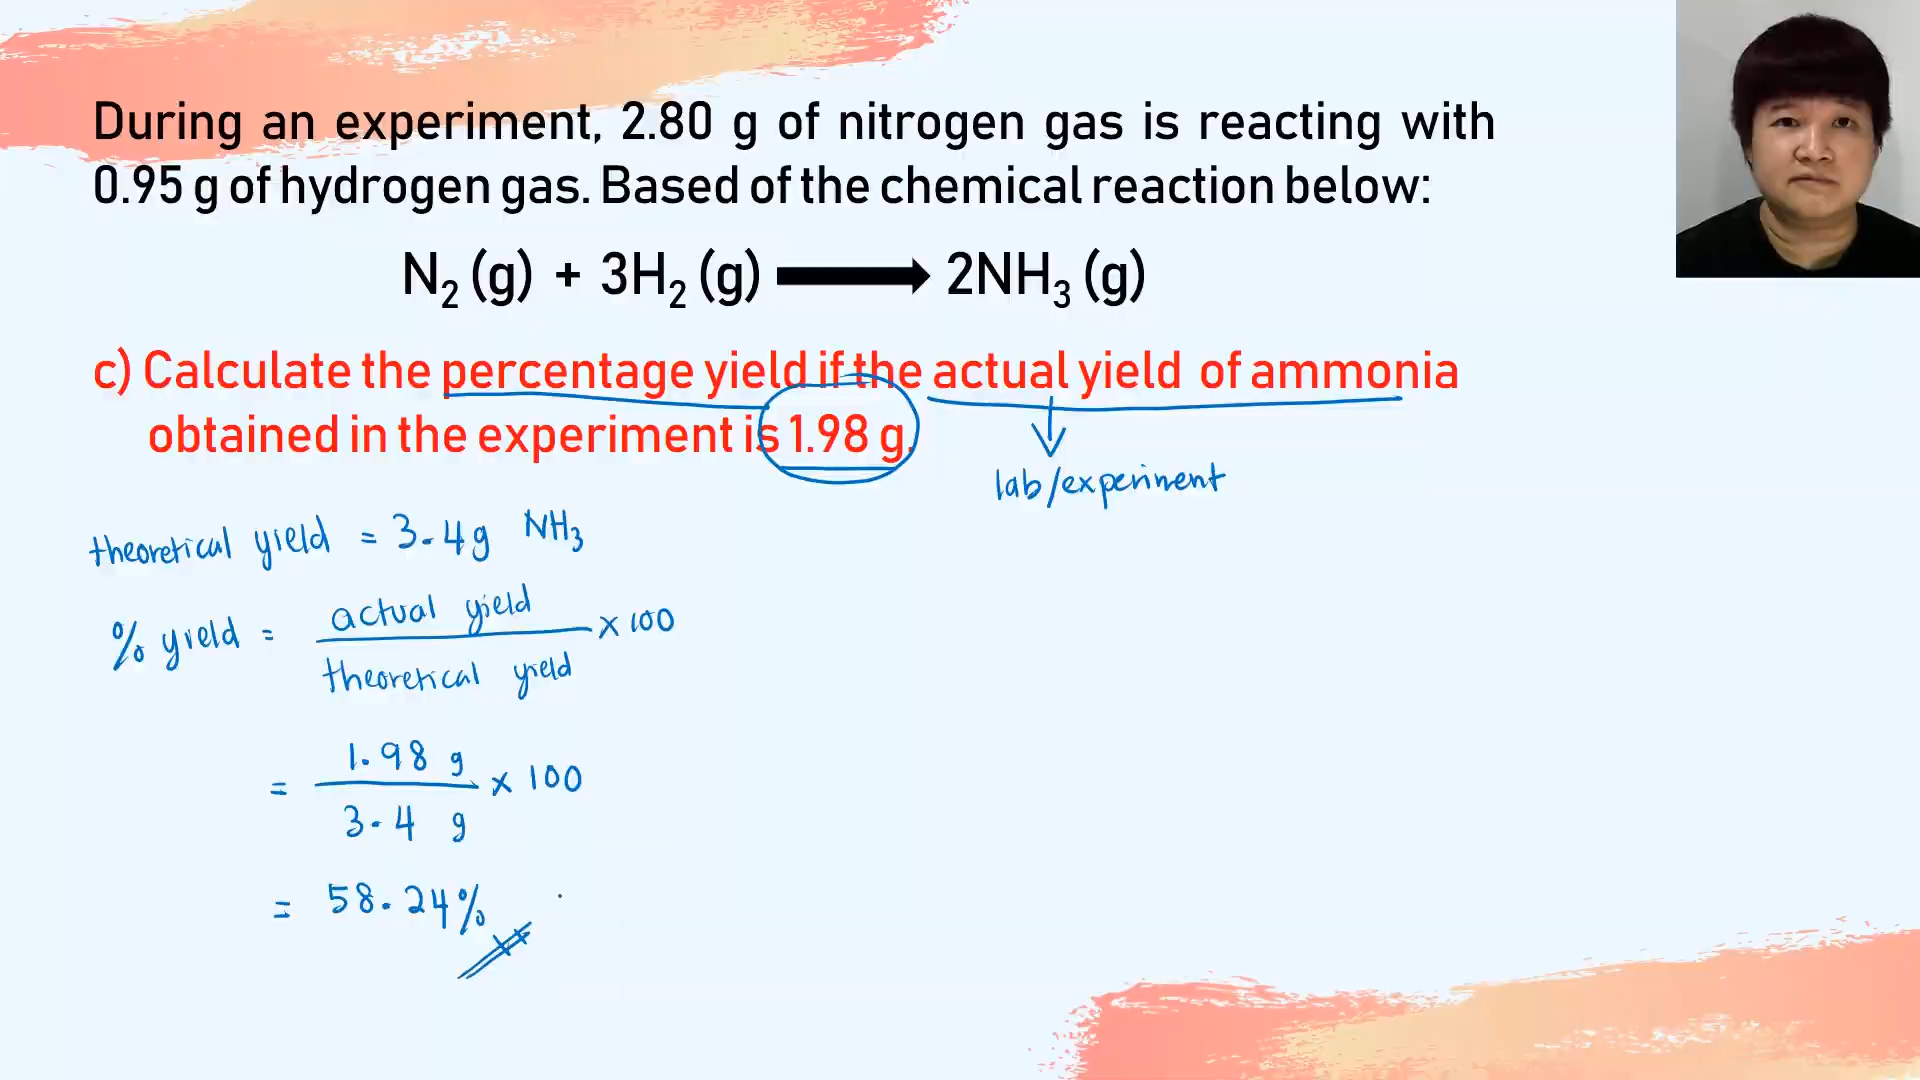 During an experiment, 2.80 g of nitrogen gas is reacting with
0.95 g of hydrogen gas. Based of the chemical reaction below:
N₂ (g) + 3H₂ (g) ⟶ 2NH₃ (g)
c) Calculate the percentage yield if the actual yield of ammonia
obtained in the experiment is 1.98 g.
lab/experiment
theoretical yield = 3.4g NH₃
% yield = actual yield / theoretical yield × 100
= 1.98 g / 3.4 g × 100
= 58.24%